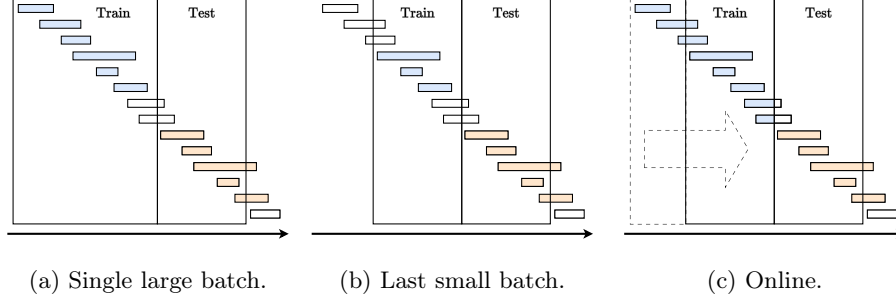 Train Test
Train Test
Train Test
(a) Single large batch.
(b) Last small batch.
(c) Online.